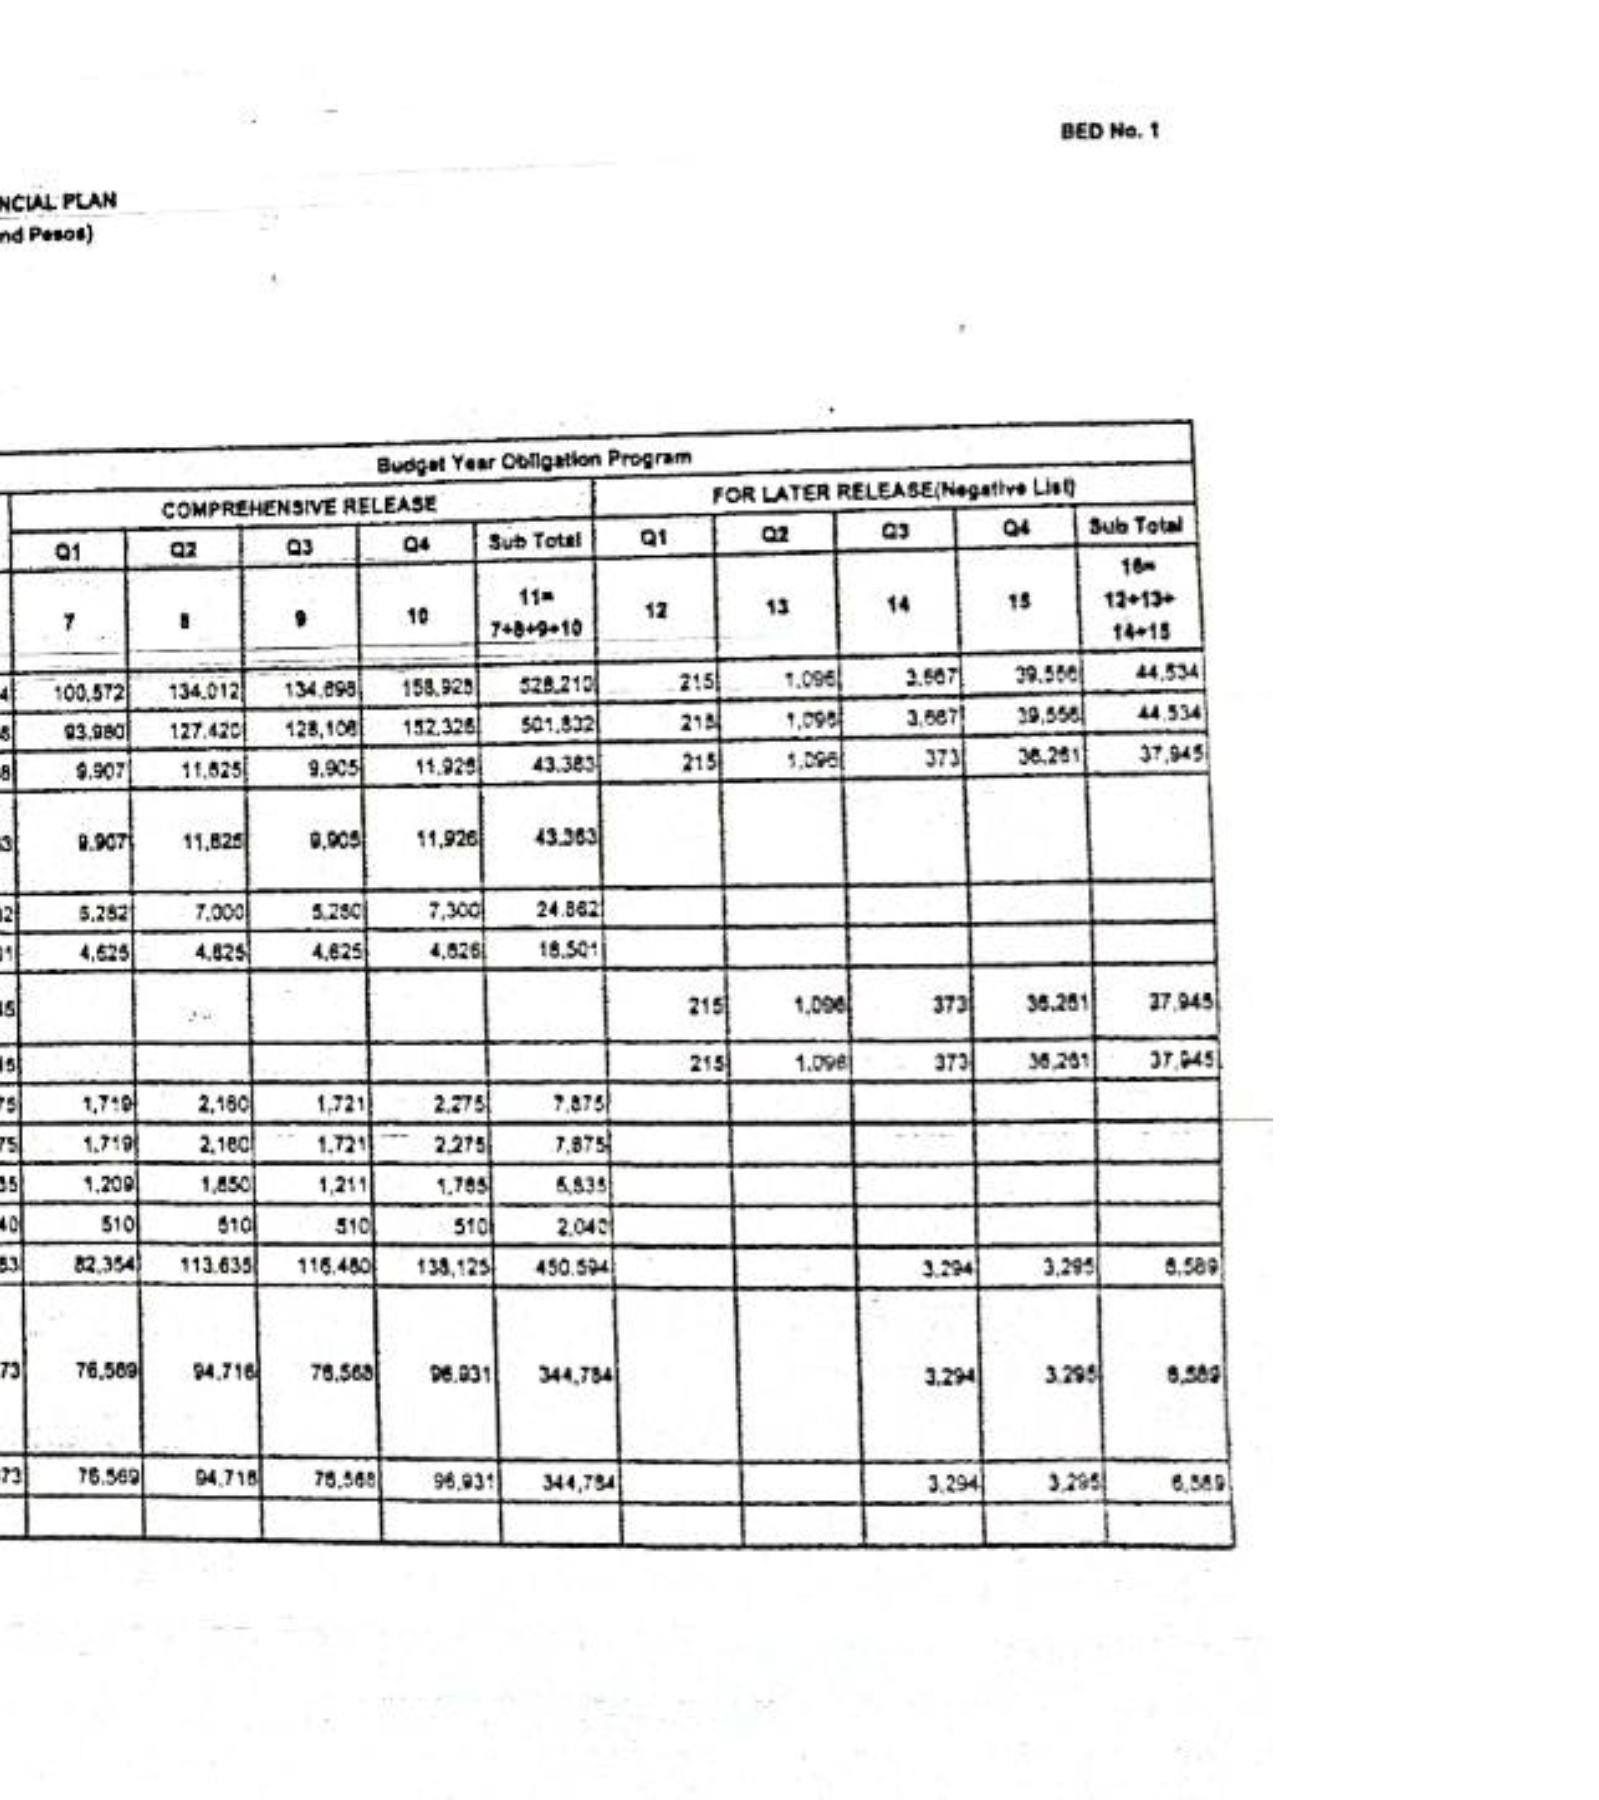 BED No. 1
NCIAL PLAN
nd Pesos)
Budget Year Obligation Program
COMPREHENSIVE RELEASE FOR LATER RELEASE(Negative List)
Q1 Q2 Q3 Q4 Sub Total Q1 Q2 Q3 Q4 Sub Total
7 8 9 10 11= 7+8+9+10 12 13 14 15 16= 12+13+ 14+15
4 100,572 134,012 134,698 158,928 528,210 215 1,096 3,667 39,556 44,534
93,980 127,420 128,106 152,326 501,832 215 1,096 3,667 39,556 44,534
8 9,907 11,625 9,905 11,926 43,363 215 1,096 373 36,261 37,945
3 9,907 11,625 9,905 11,926 43,363
2 5,282 7,000 5,280 7,300 24,862
1 4,625 4,625 4,625 4,626 18,501
45 215 1,096 373 36,261 37,945
45 215 1,096 373 36,261 37,945
75 1,719 2,160 1,721 2,275 7,875
75 1,719 2,160 1,721 2,275 7,875
35 1,209 1,650 1,211 1,765 5,835
40 510 510 510 510 2,040
83 82,354 113,635 116,480 138,125 450,594 3,294 3,295 6,589
73 76,569 94,716 76,568 96,931 344,784 3,294 3,295 6,589
73 76,569 94,716 76,568 96,931 344,784 3,294 3,295 6,589